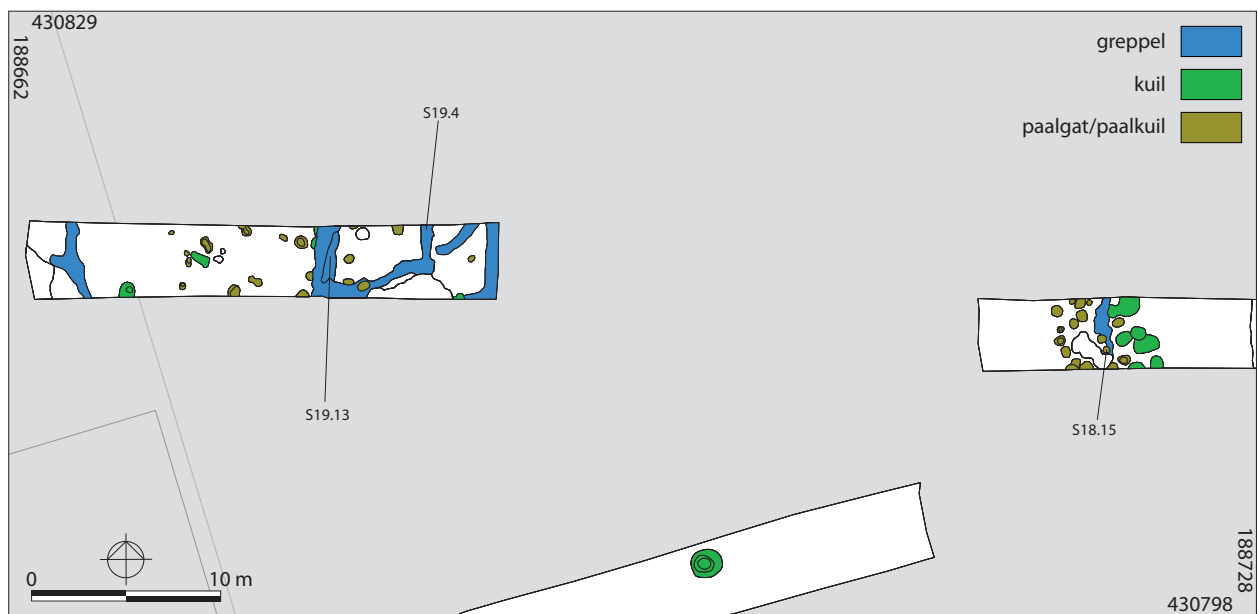 430829
188662
greppel
kuil
paalgat/paalkuil
S19.4
S19.13
S18.15
0 10 m
188728
430798